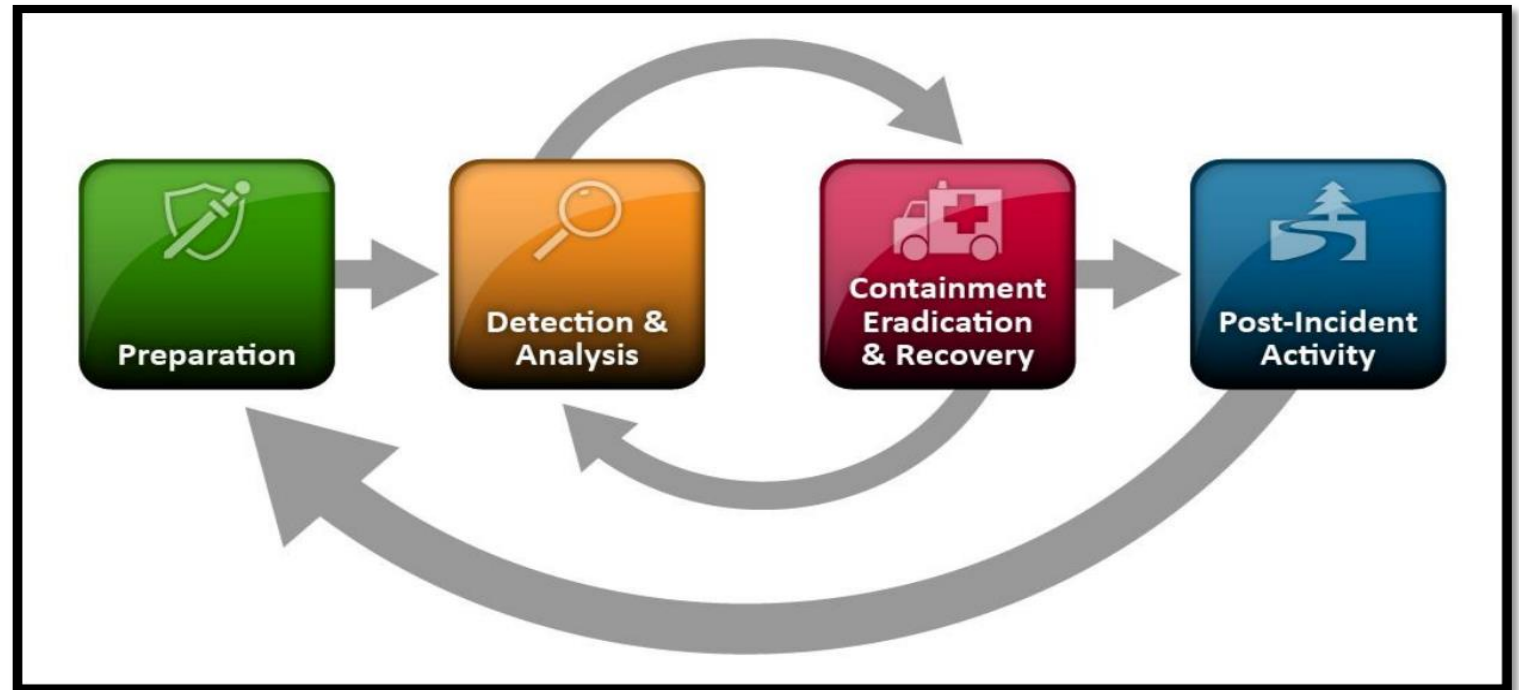 Preparation
Detection &
Analysis
Containment
Eradication
& Recovery
Post-Incident
Activity